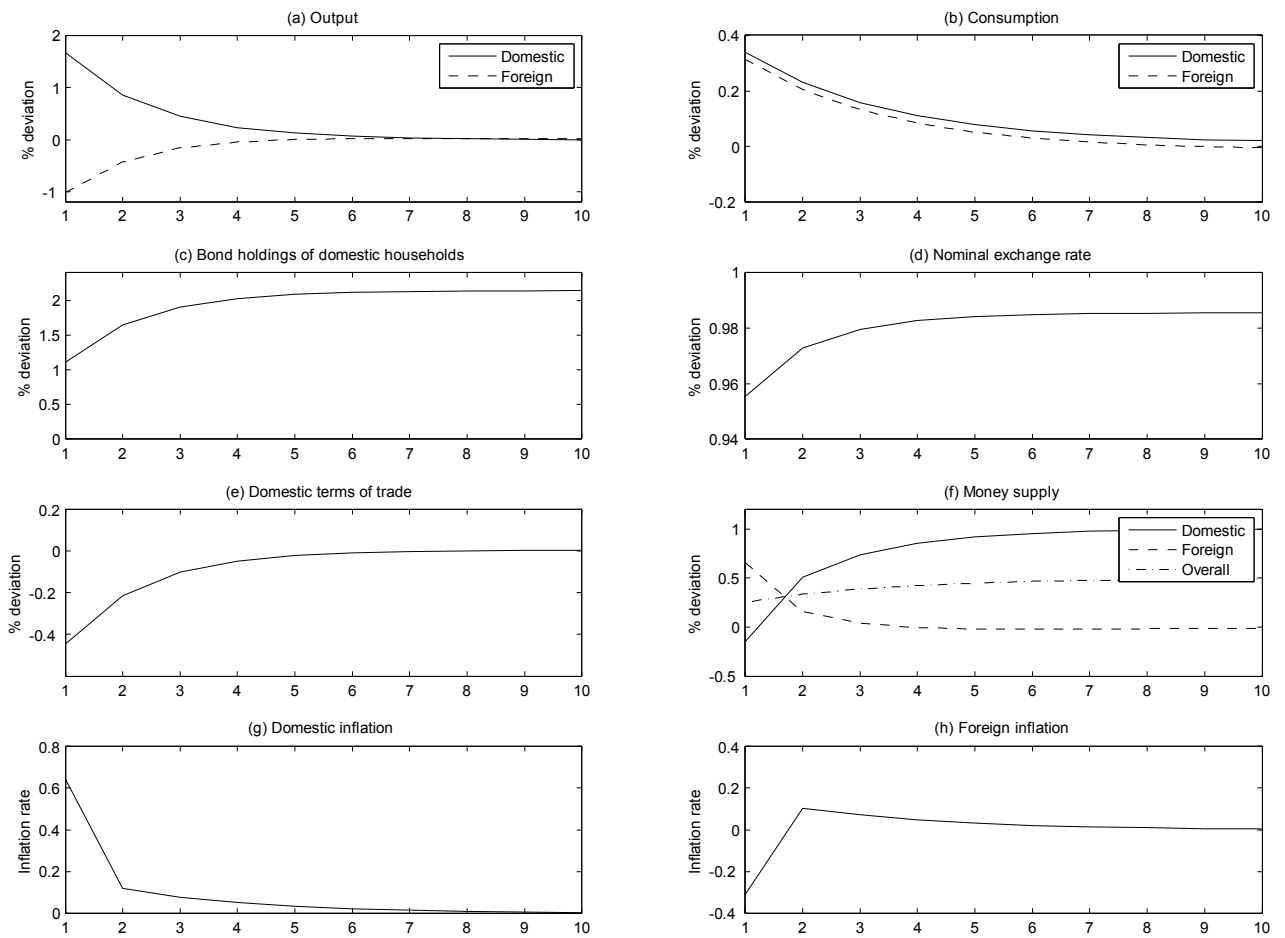 (a) Output
2
1
0
-1
% deviation
Domestic
Foreign
1 2 3 4 5 6 7 8 9 10
(b) Consumption
0.4
0.2
0
-0.2
% deviation
Domestic
Foreign
1 2 3 4 5 6 7 8 9 10
(c) Bond holdings of domestic households
2
1.5
1
0.5
0
% deviation
1 2 3 4 5 6 7 8 9 10
(d) Nominal exchange rate
1
0.98
0.96
0.94
% deviation
1 2 3 4 5 6 7 8 9 10
(e) Domestic terms of trade
0.2
0
-0.2
-0.4
% deviation
1 2 3 4 5 6 7 8 9 10
(f) Money supply
1
0.5
0
-0.5
% deviation
Domestic
Foreign
Overall
1 2 3 4 5 6 7 8 9 10
(g) Domestic inflation
0.8
0.6
0.4
0.2
0
Inflation rate
1 2 3 4 5 6 7 8 9 10
(h) Foreign inflation
0.4
0.2
0
-0.2
-0.4
Inflation rate
1 2 3 4 5 6 7 8 9 10